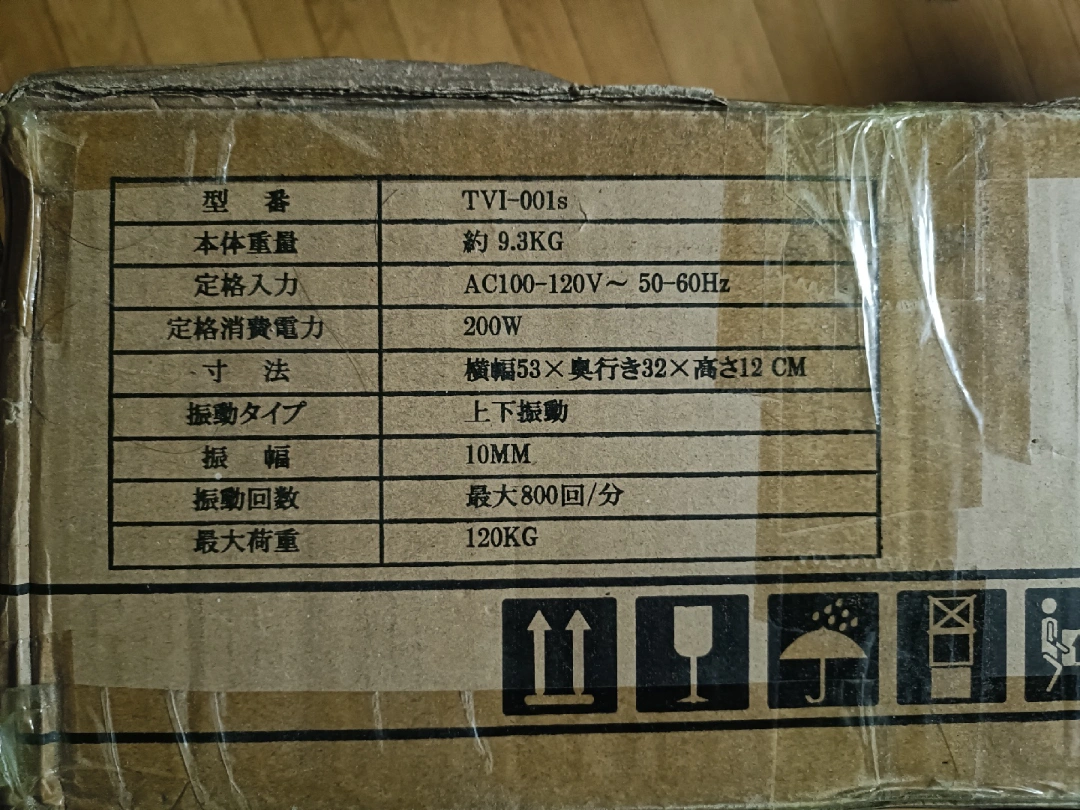 型 番 TVI-001s
本体重量 約 9.3KG
定格入力 AC100-120V～ 50-60Hz
定格消費電力 200W
寸 法 横幅53×奥行き32×高さ12 CM
振動タイプ 上下振動
振 幅 10MM
振動回数 最大800回/分
最大荷重 120KG